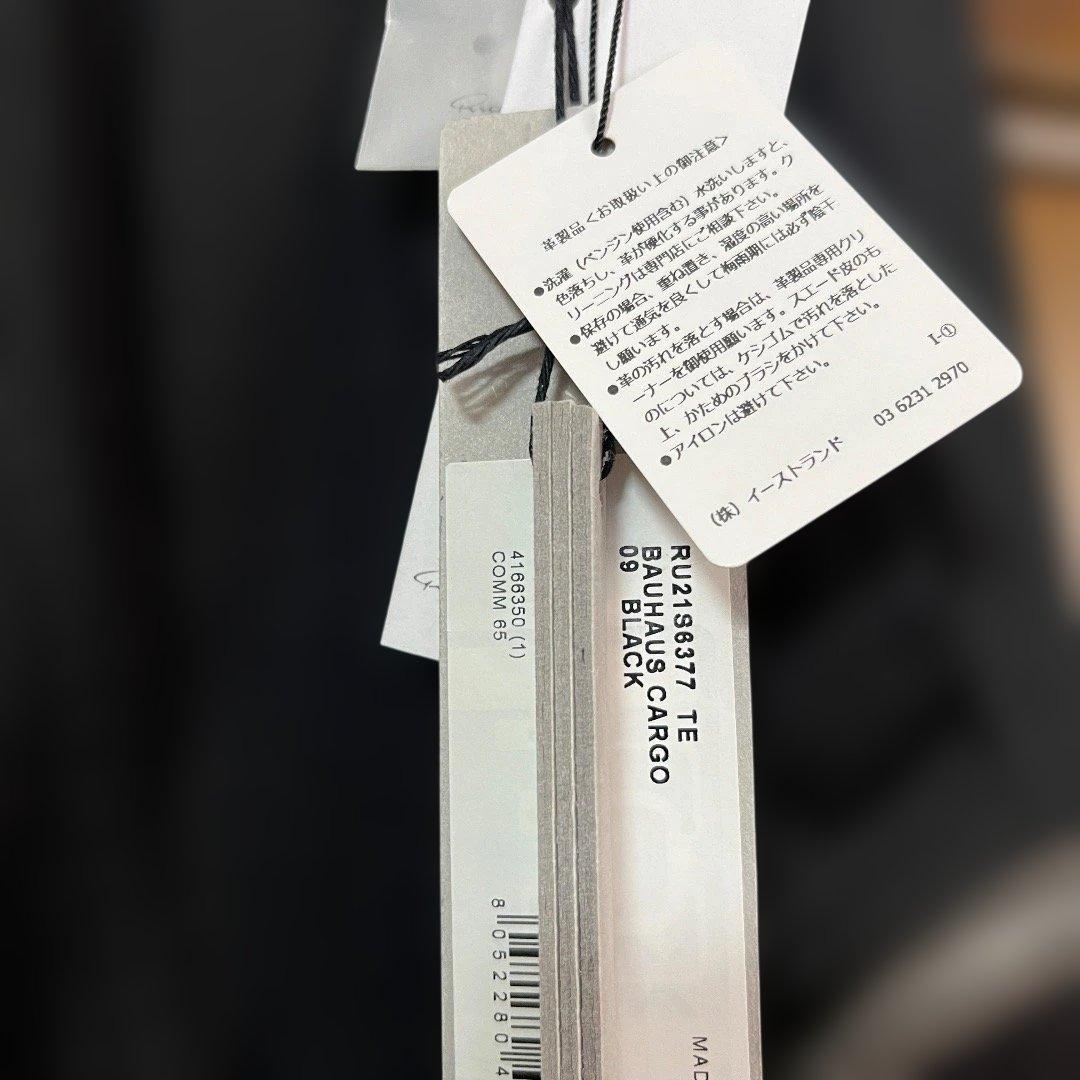 革製品<お取扱い上の御注意>
●洗濯(ベンジン使用含む)水洗いしますと、
色落ちし、革が硬化する事があります。ク
リーニングは専門店にご相談下さい。
●保存の場合、重ね置き、湿度の高い場所を
避けて通気を良くして梅雨期には必ず陰干
し願います。
●革の汚れを落とす場合は、革製品専用クリ
ーナーを御使用願います。スエード皮のも
のについては、ケシゴムで汚れを落とした
上、かためのブラシをかけて下さい。
●アイロンは避けて下さい。
I-①
(株)イーストランド 03 6231 2970
RU21S6377 TE
BAUHAUS CARGO
09 BLACK
4166350 (1)
COMM 65
8 052280 4
MAD